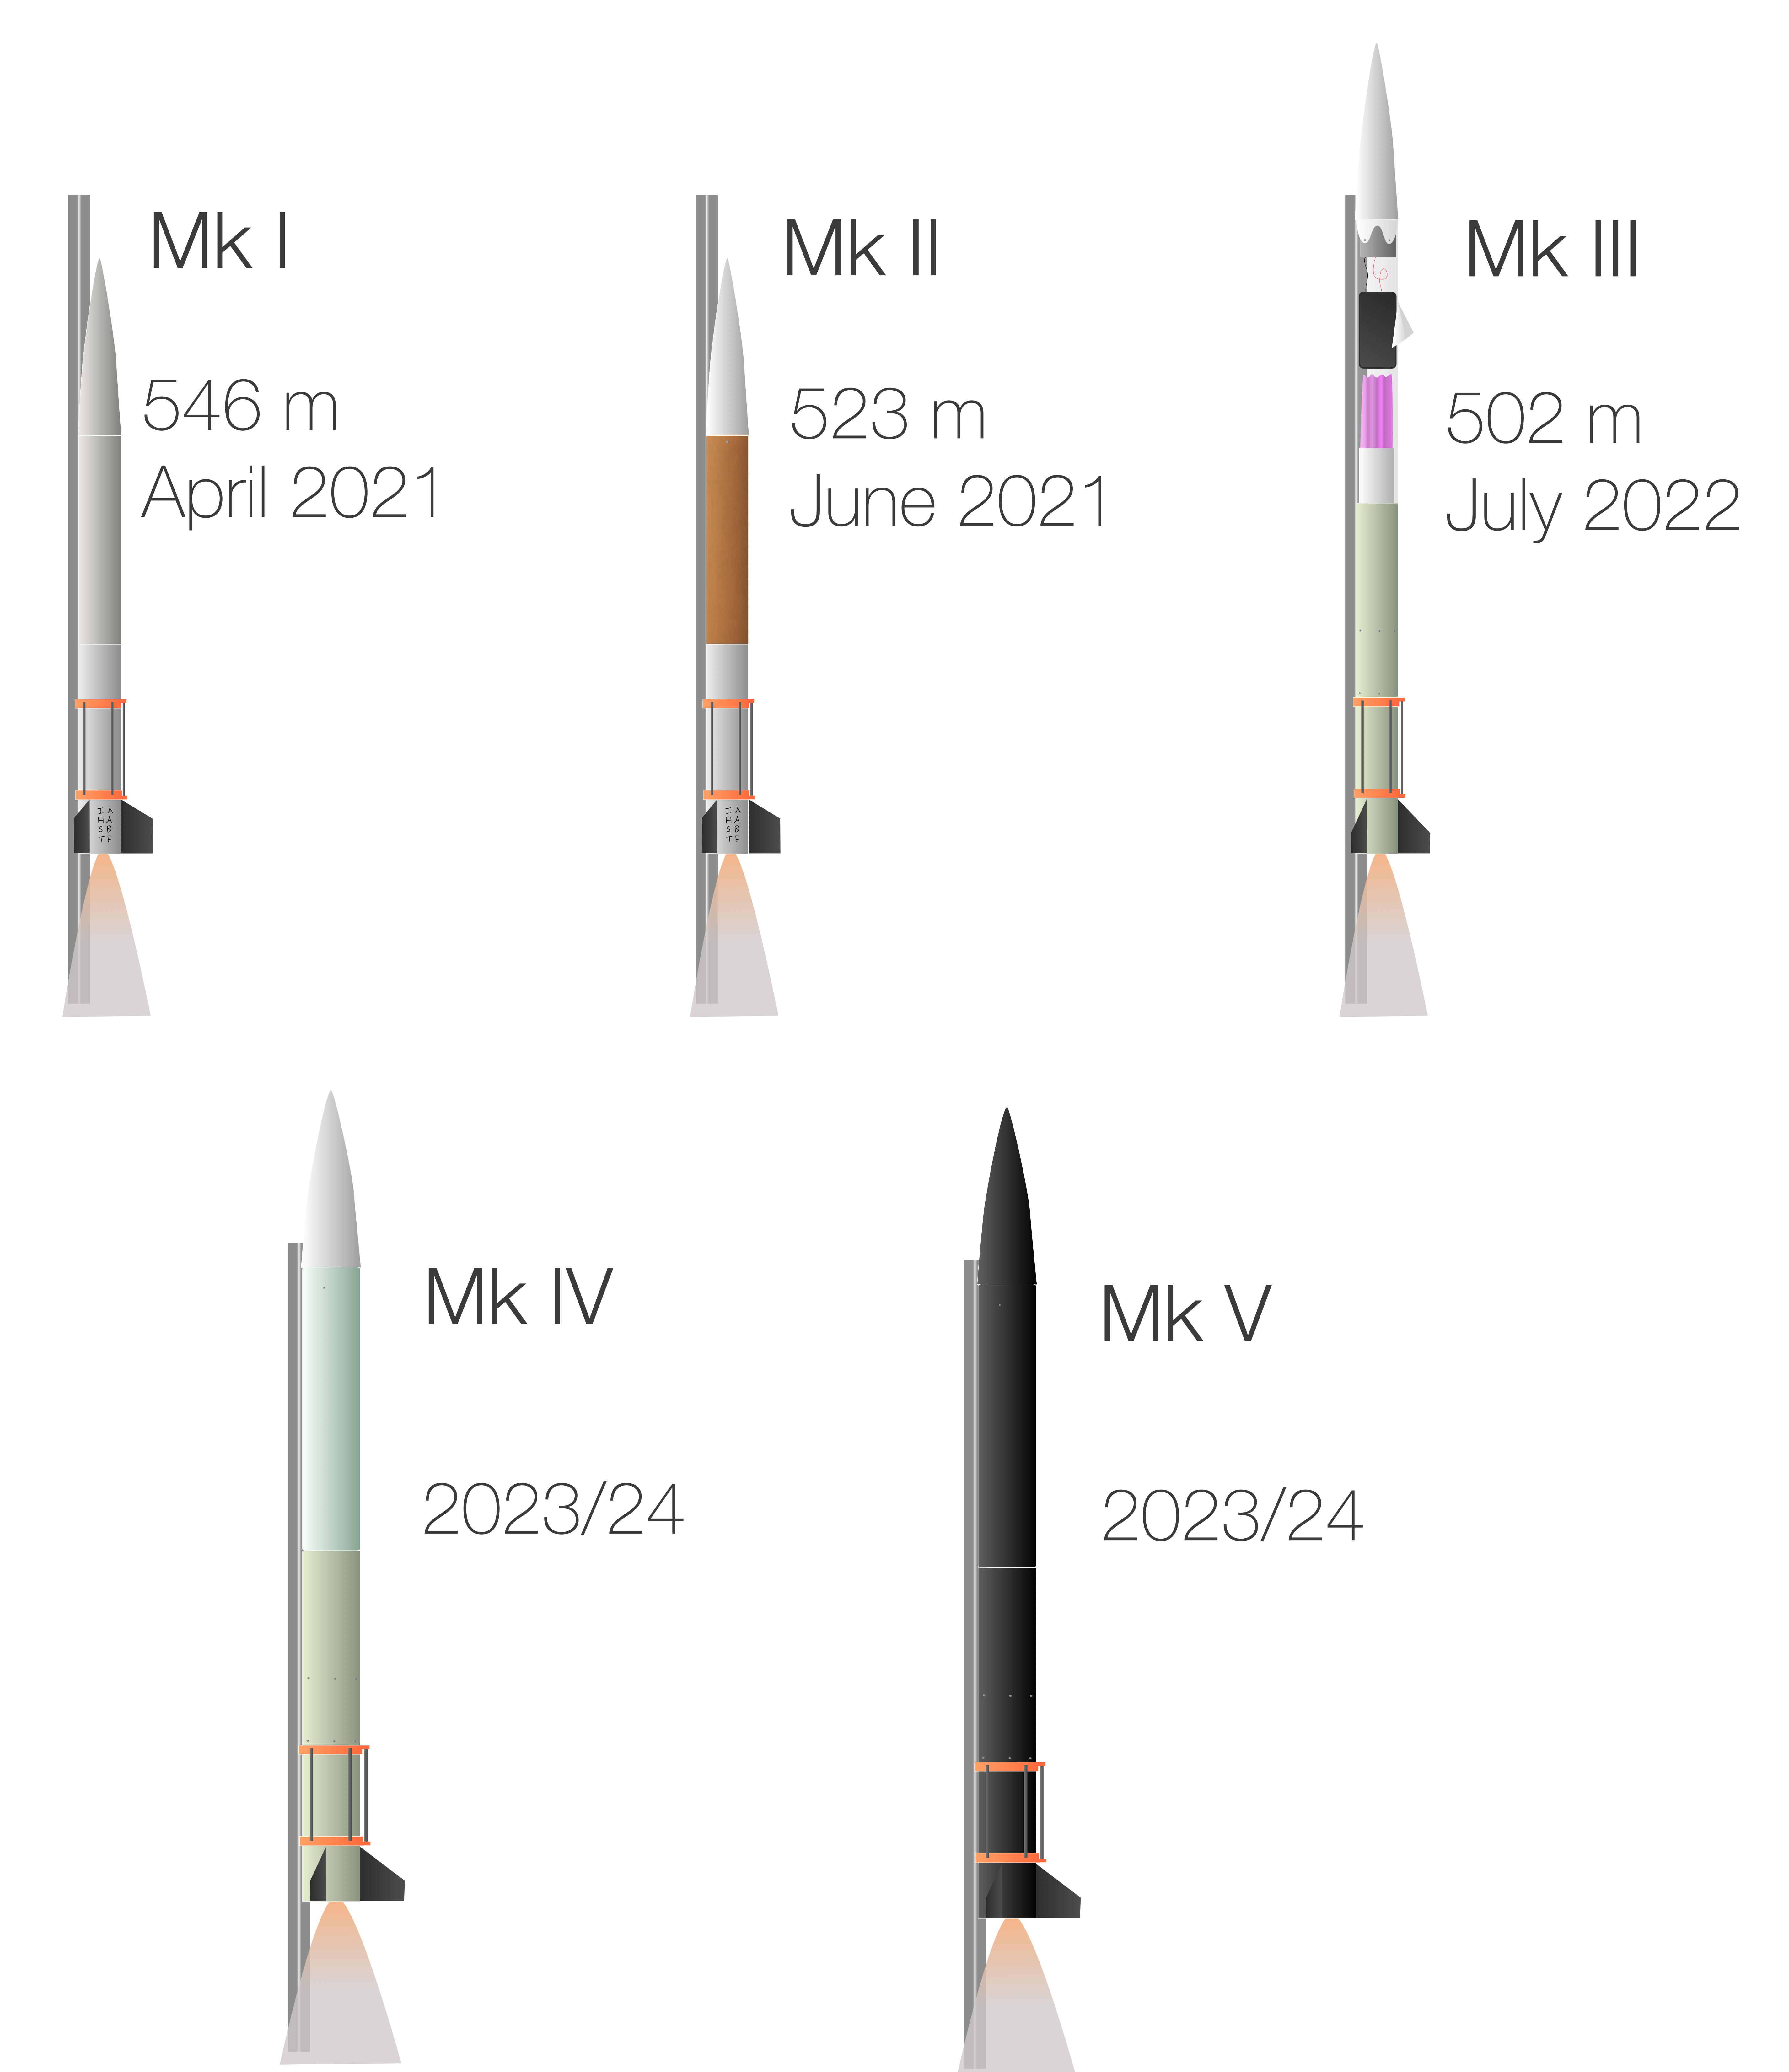 Mk I
546 m
April 2021
I A
H A
S B
T F
Mk II
523 m
June 2021
I A
H A
S B
T F
Mk III
502 m
July 2022
Mk IV
2023/24
Mk V
2023/24